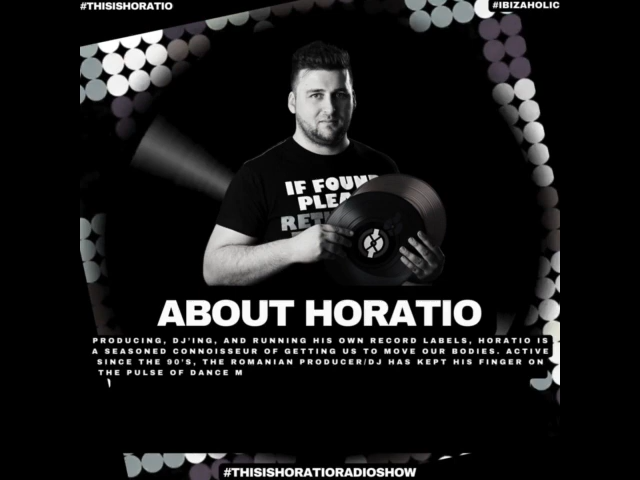 #THISISHORATIO
#IBIZAHOLIC
IF FOUND
PLEA
RET
ABOUT HORATIO
PRODUCING, DJ'ING, AND RUNNING HIS OWN RECORD LABELS, HORATIO IS
A SEASONED CONNOISSEUR OF GETTING US TO MOVE OUR BODIES. ACTIVE
SINCE THE 90'S, THE ROMANIAN PRODUCER/DJ HAS KEPT HIS FINGER ON
THE PULSE OF DANCE M
#THISISHORATIORADIOSHOW